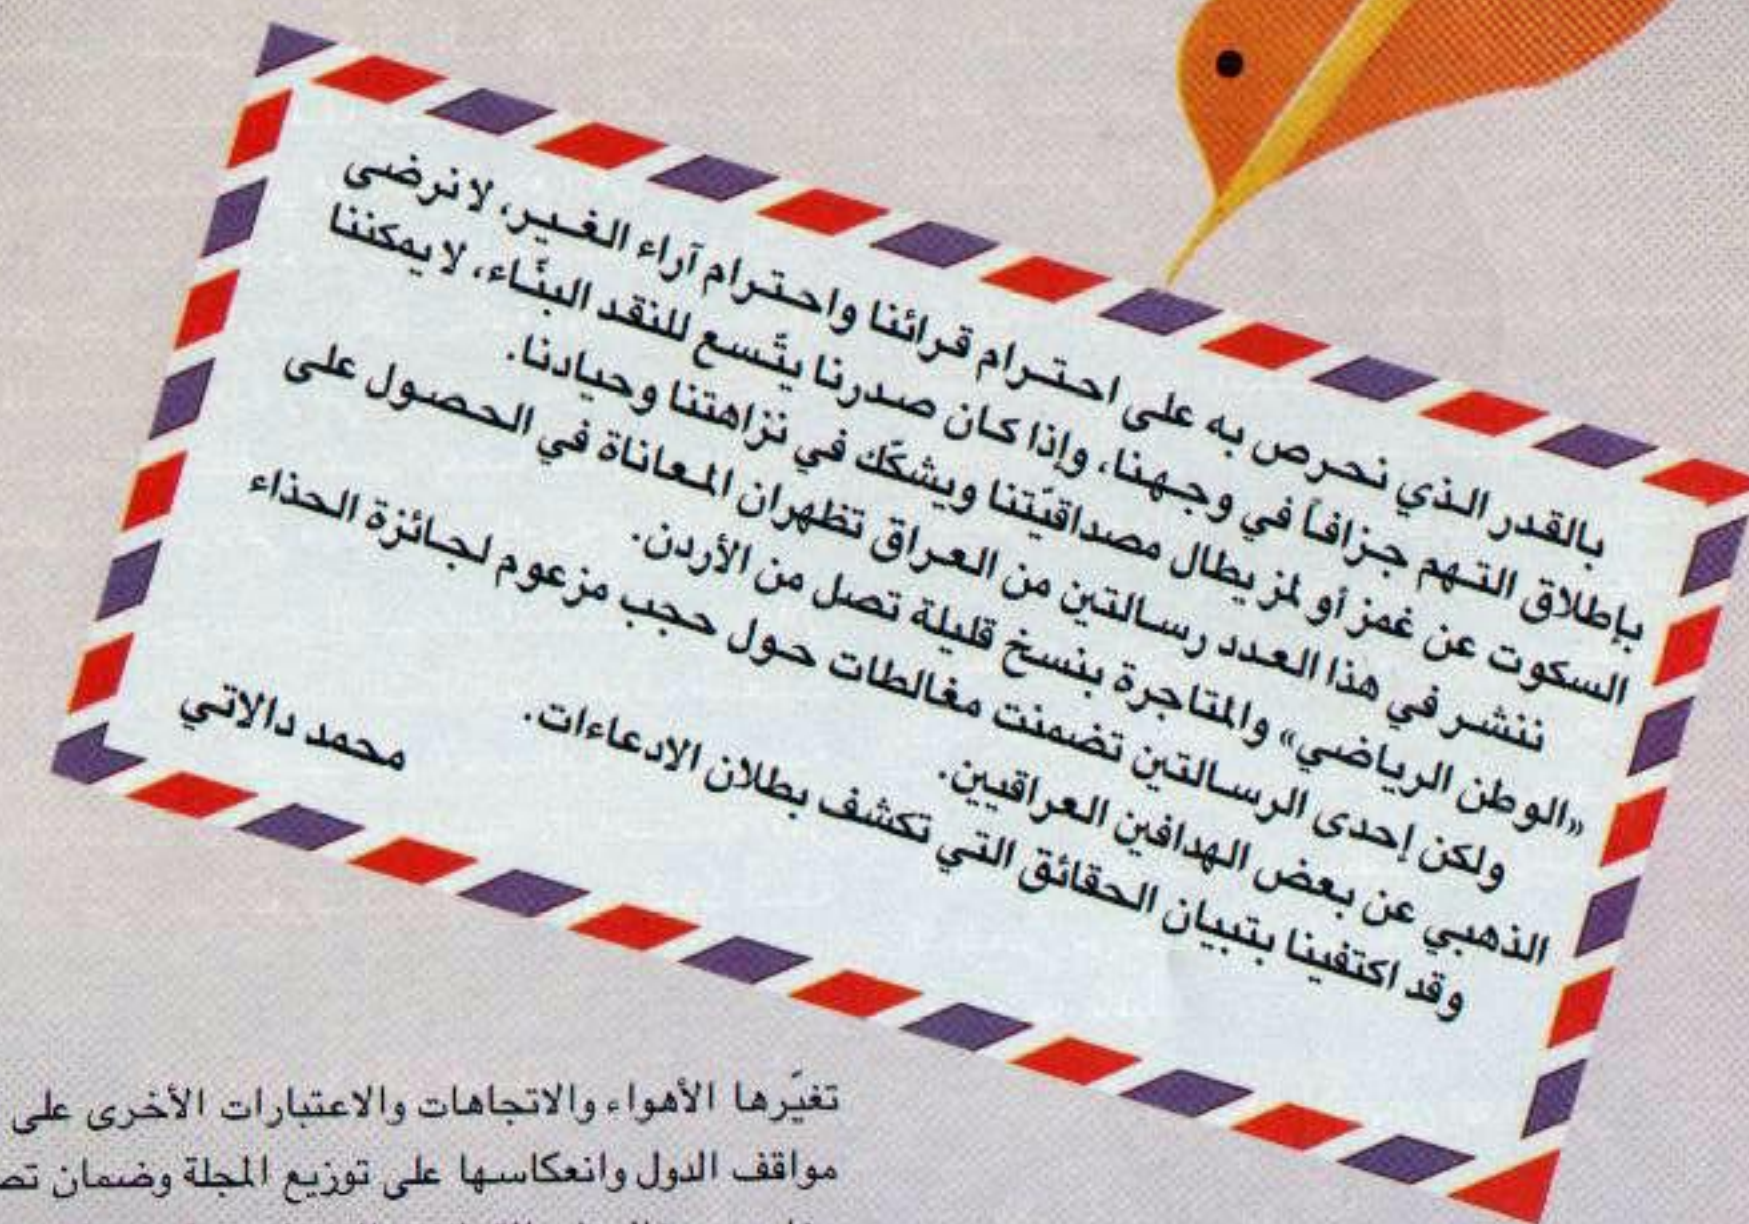 بالقدر الذي نحرص به على احترام قرائنا واحترام آراء الغير، لا نرضى
بإطلاق التهم جزافاً في وجهنا، وإذا كان صدرنا يتّسع للنقد البنّاء، لا يمكننا
السكوت عن غمز أو لمز يطال مصداقيّتنا ويشكّك في نزاهتنا وحيادنا.
ننشر في هذا العدد رسالتين من العراق تظهران المعاناة في الحصول على
«الوطن الرياضي» والمتاجرة بنسخ قليلة تصل من الأردن.
ولكن إحدى الرسالتين تضمنت مغالطات حول حجب مزعوم لجائزة الحذاء
الذهبي عن بعض الهدافين العراقيين.
وقد اكتفينا بتبيان الحقائق التي تكشف بطلان الادعاءات.
محمد دالاتي
تغيّرها الأهواء والاتجاهات والاعتبارات الأخرى على
مواقف الدول وانعكاسها على توزيع المجلة وضمان